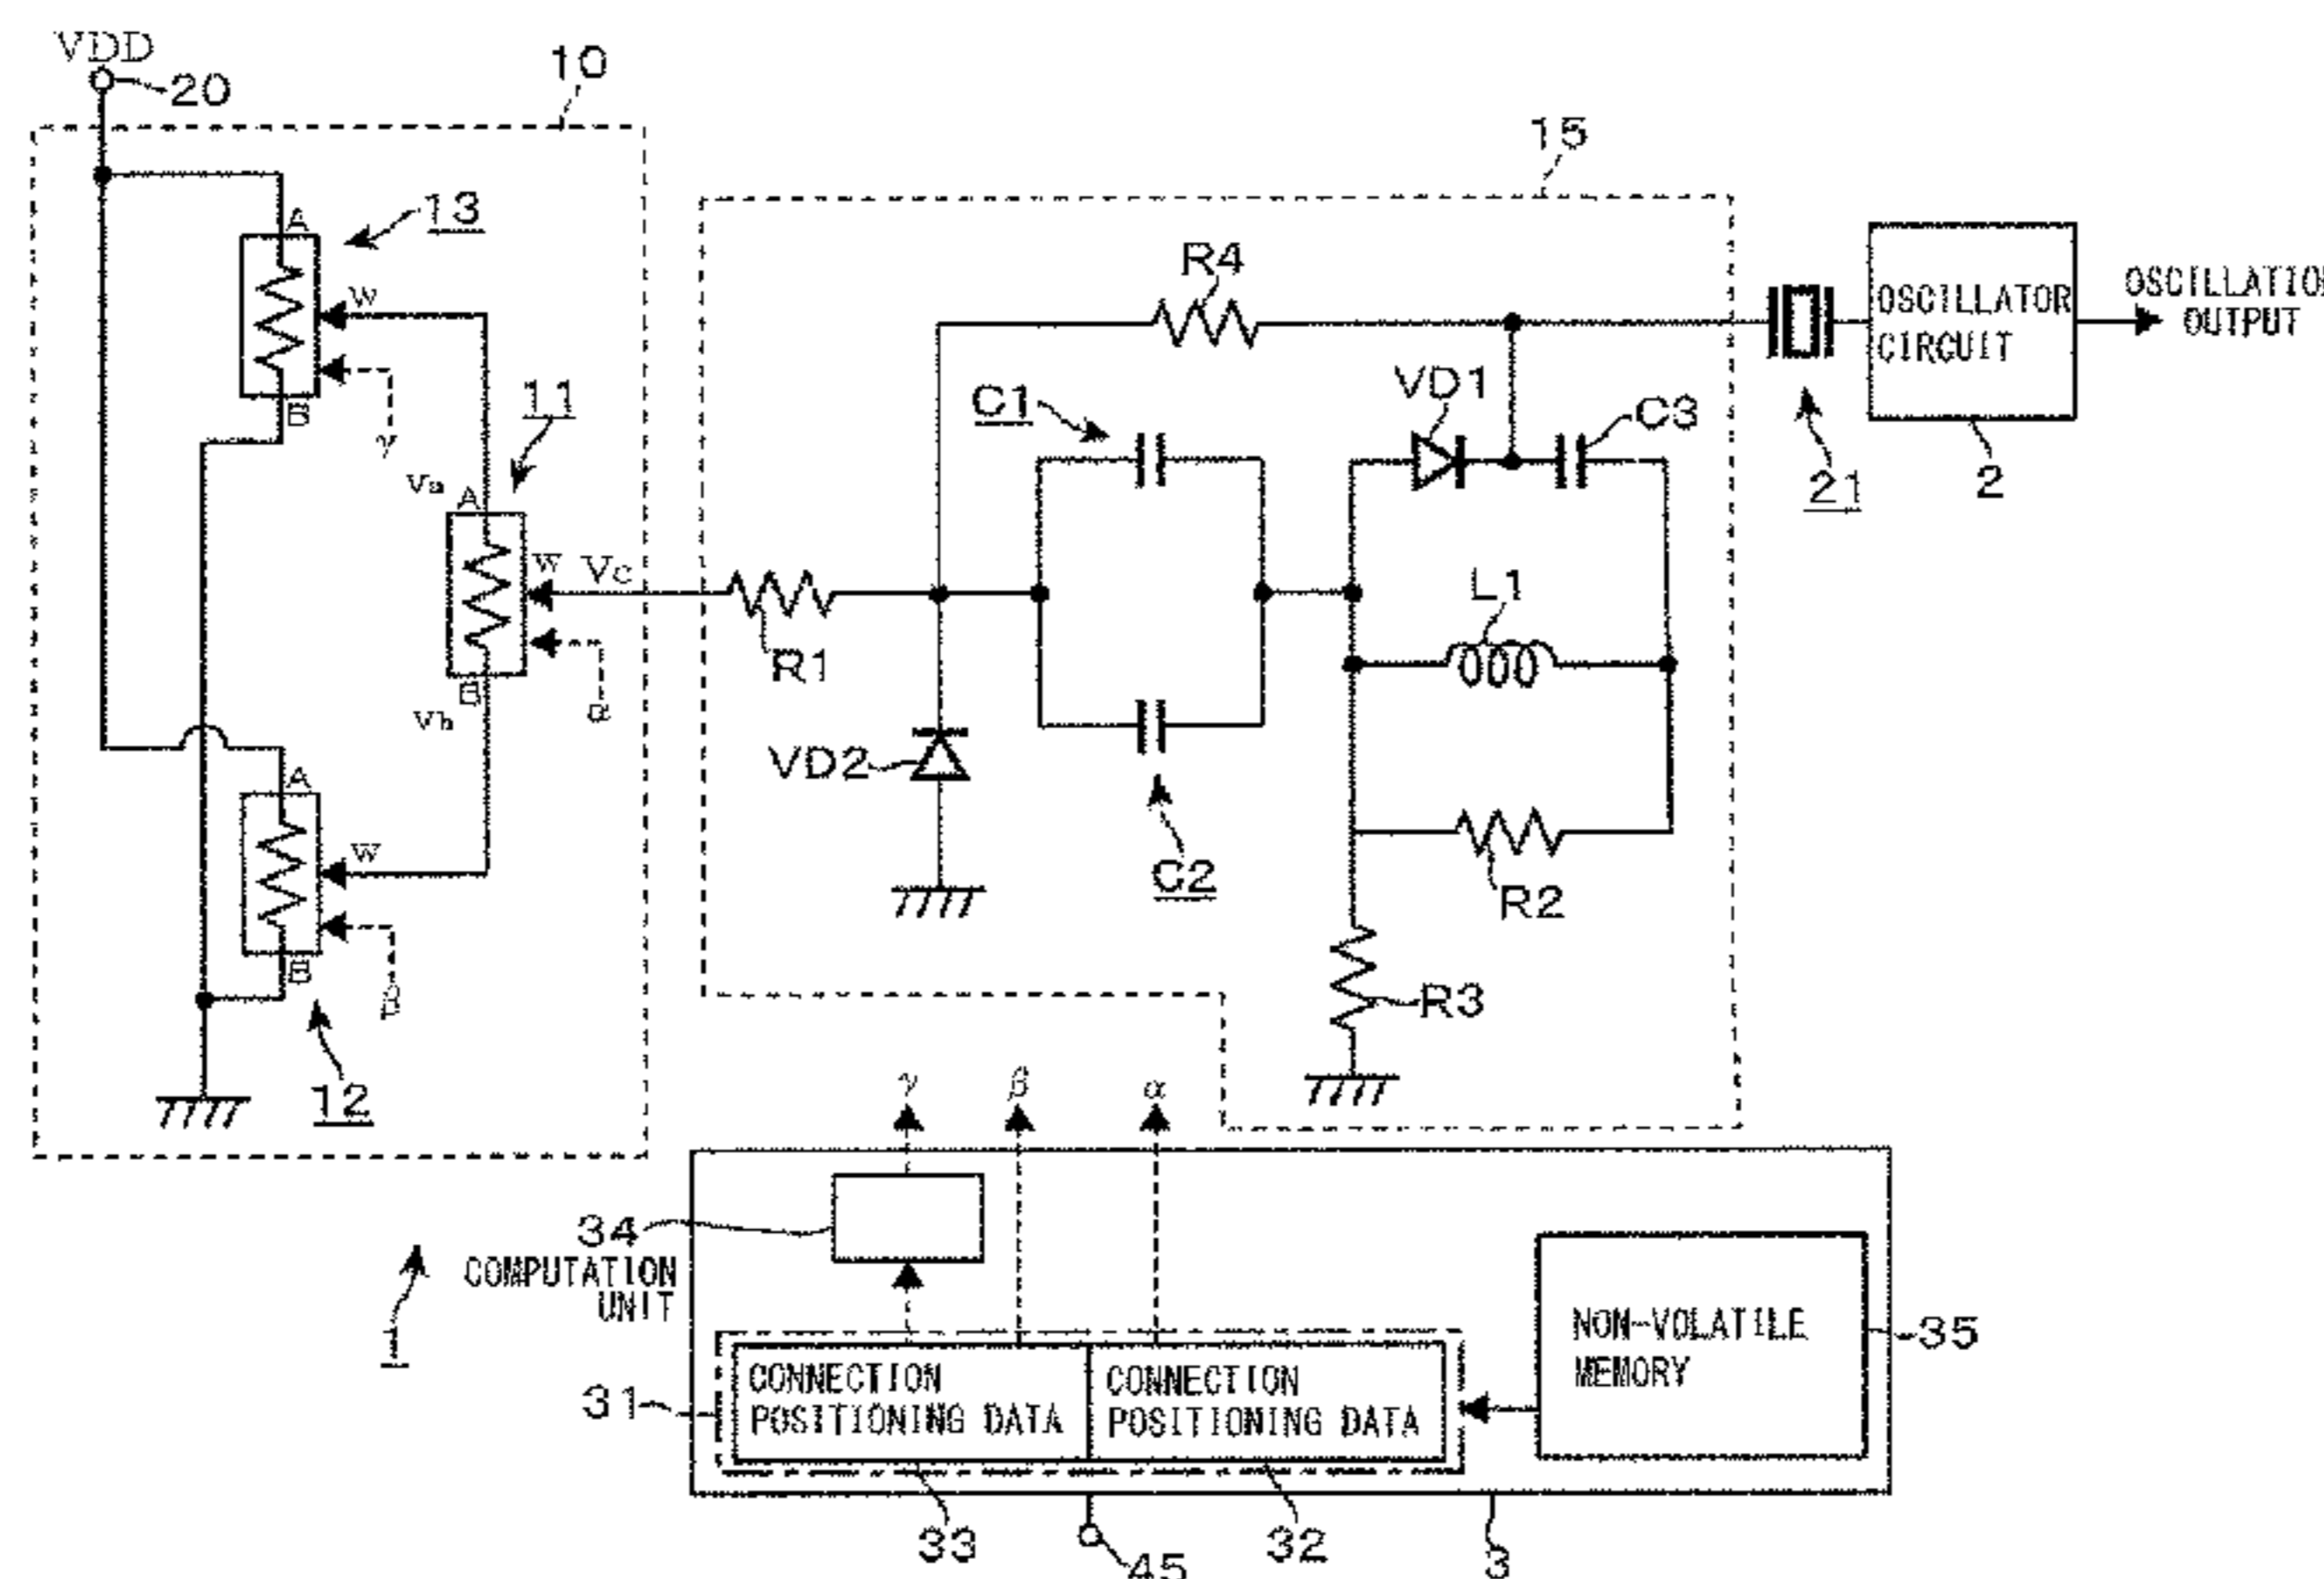 VDD
20
10
A
13
W
B
γ
Va
11
A
W
Vc
B
Vb
α
A
W
B
β
12
15
R4
C1
VD1
C3
R1
L1
VD2
C2
R2
R3
21
OSCILLATOR
CIRCUIT
2
OSCILLATIO
OUTPUT
γ
β
α
34
COMPUTATION
UNIT
1
31
CONNECTION
POSITIONING DATA
CONNECTION
POSITIONING DATA
NON-VOLATILE
MEMORY
35
33
45
32
3